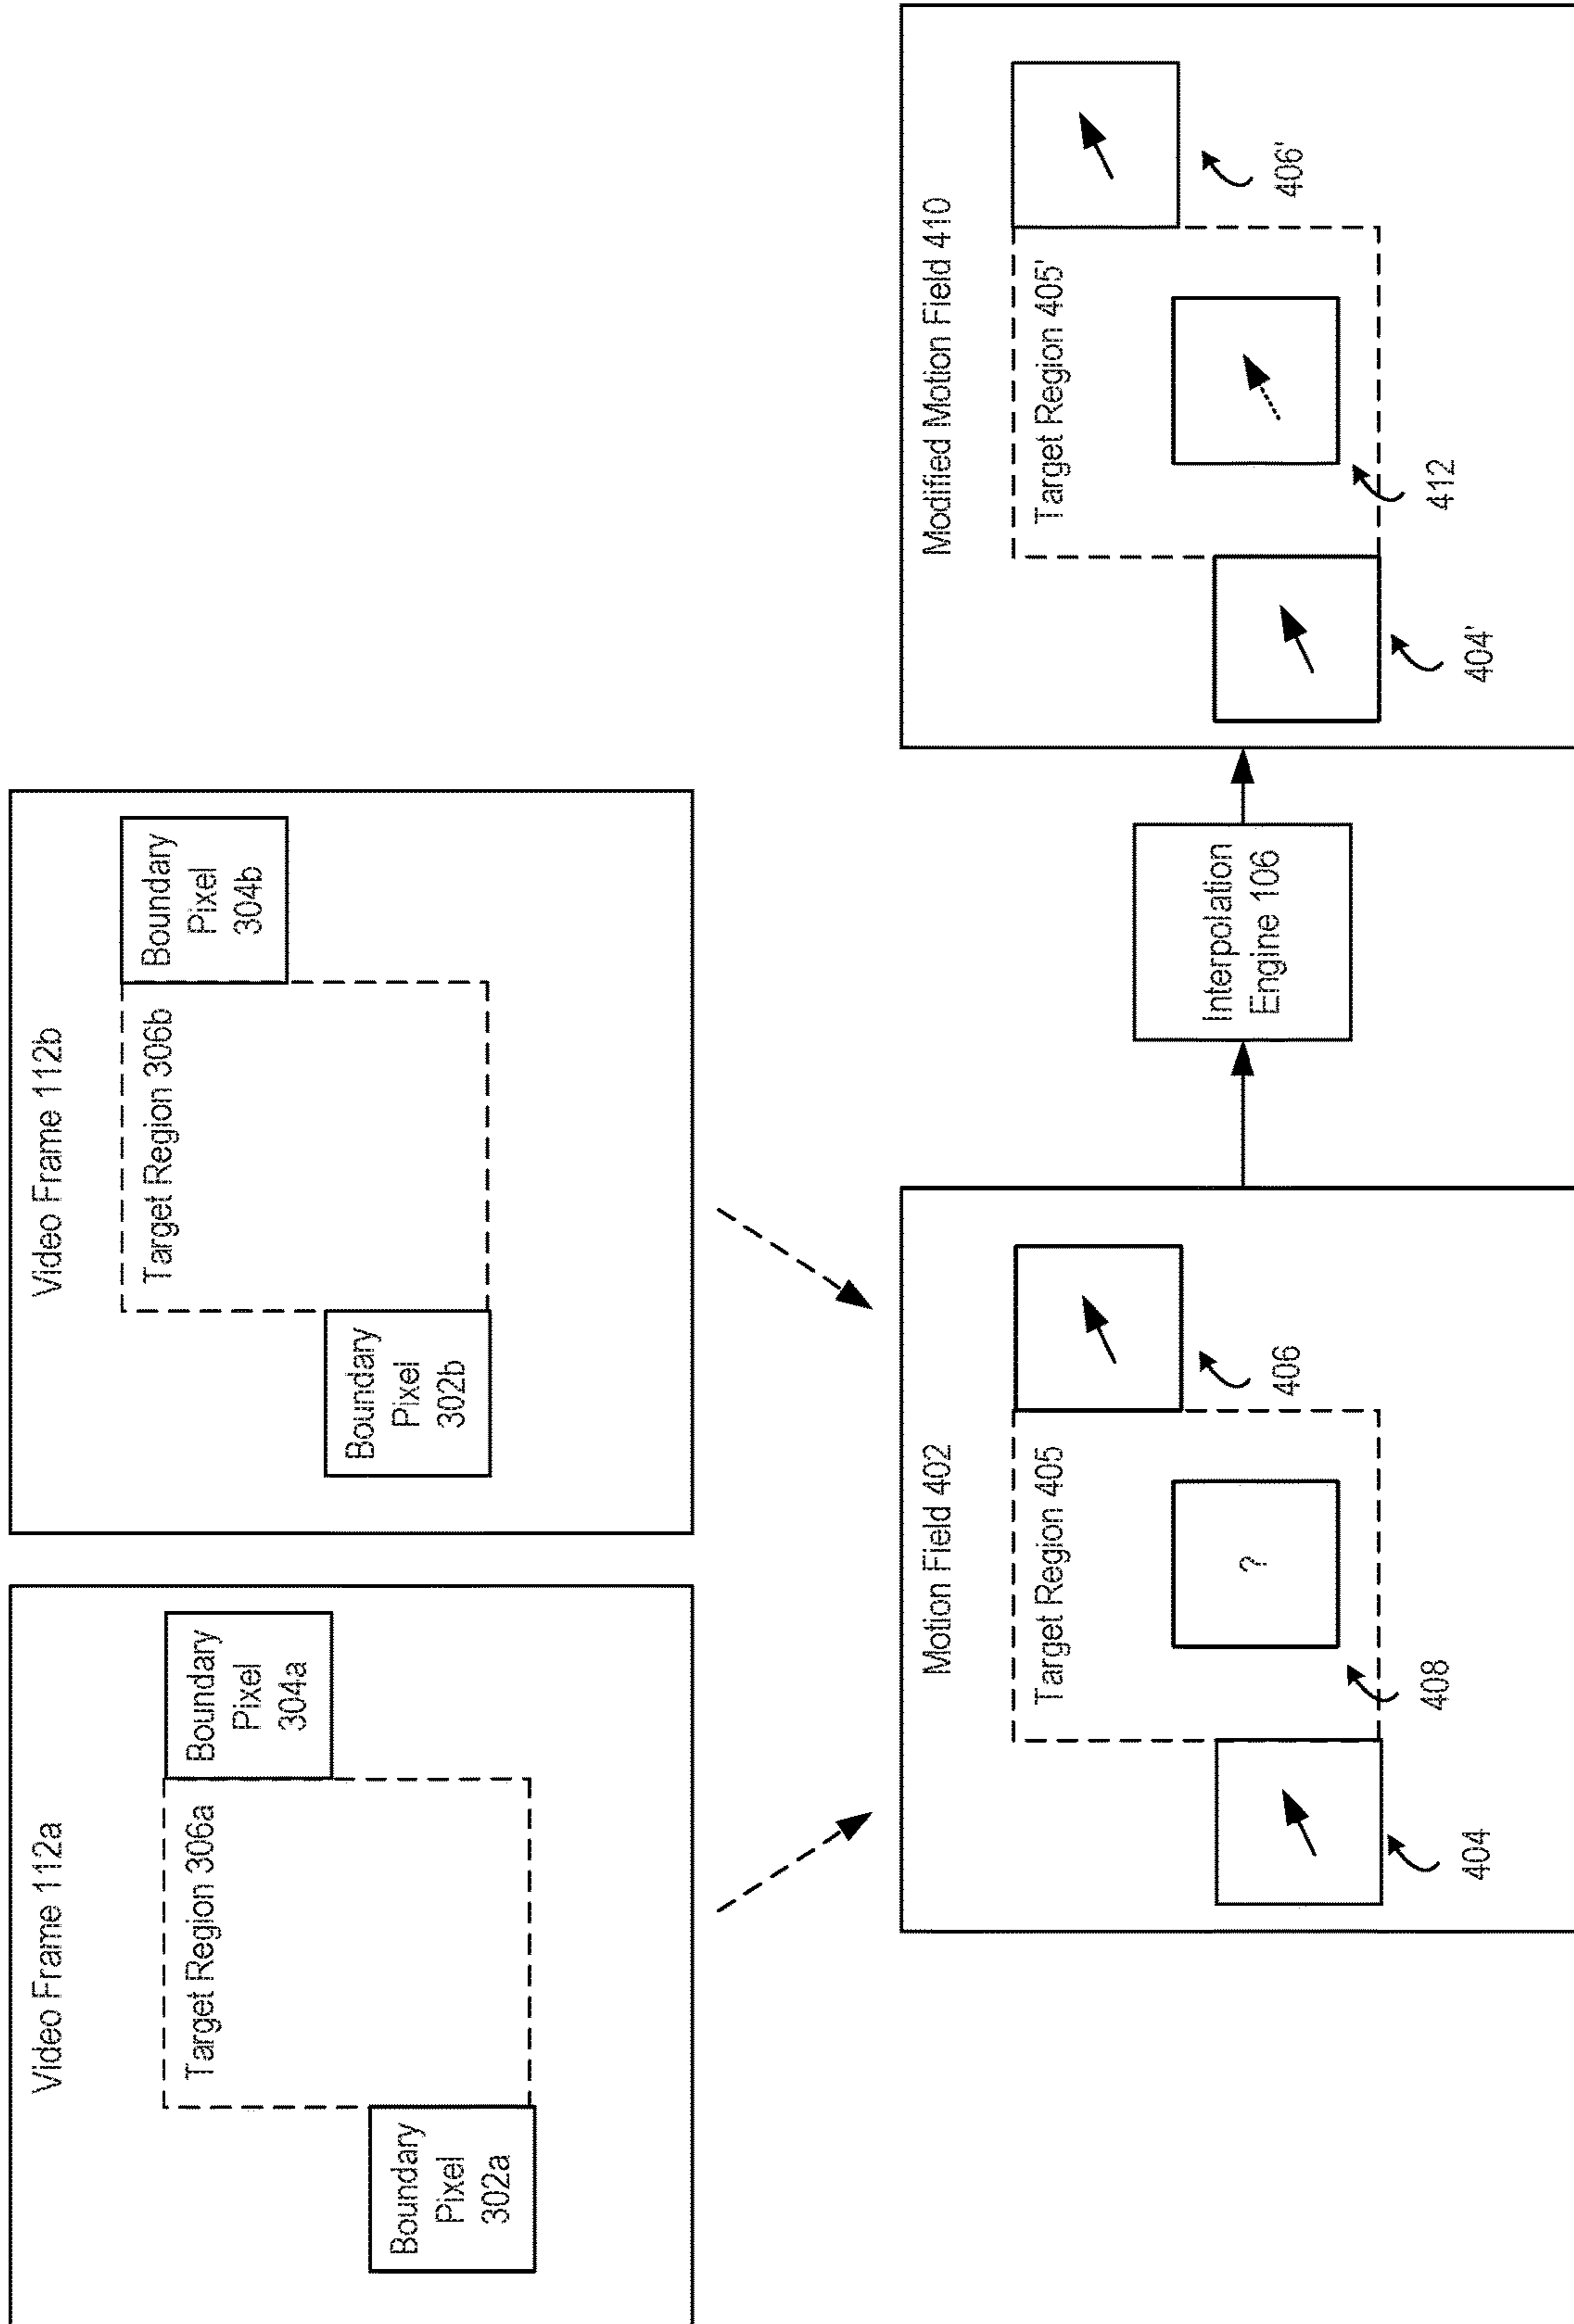 Video Frame 112a
Target Region 306a
Boundary
Pixel
304a
Boundary
Pixel
302a
Video Frame 112b
Target Region 306b
Boundary
Pixel
304b
Boundary
Pixel
302b
Motion Field 402
Target Region 405
?
406
408
404
Interpolation
Engine 106
Modified Motion Field 410
Target Region 405'
406'
412
404'